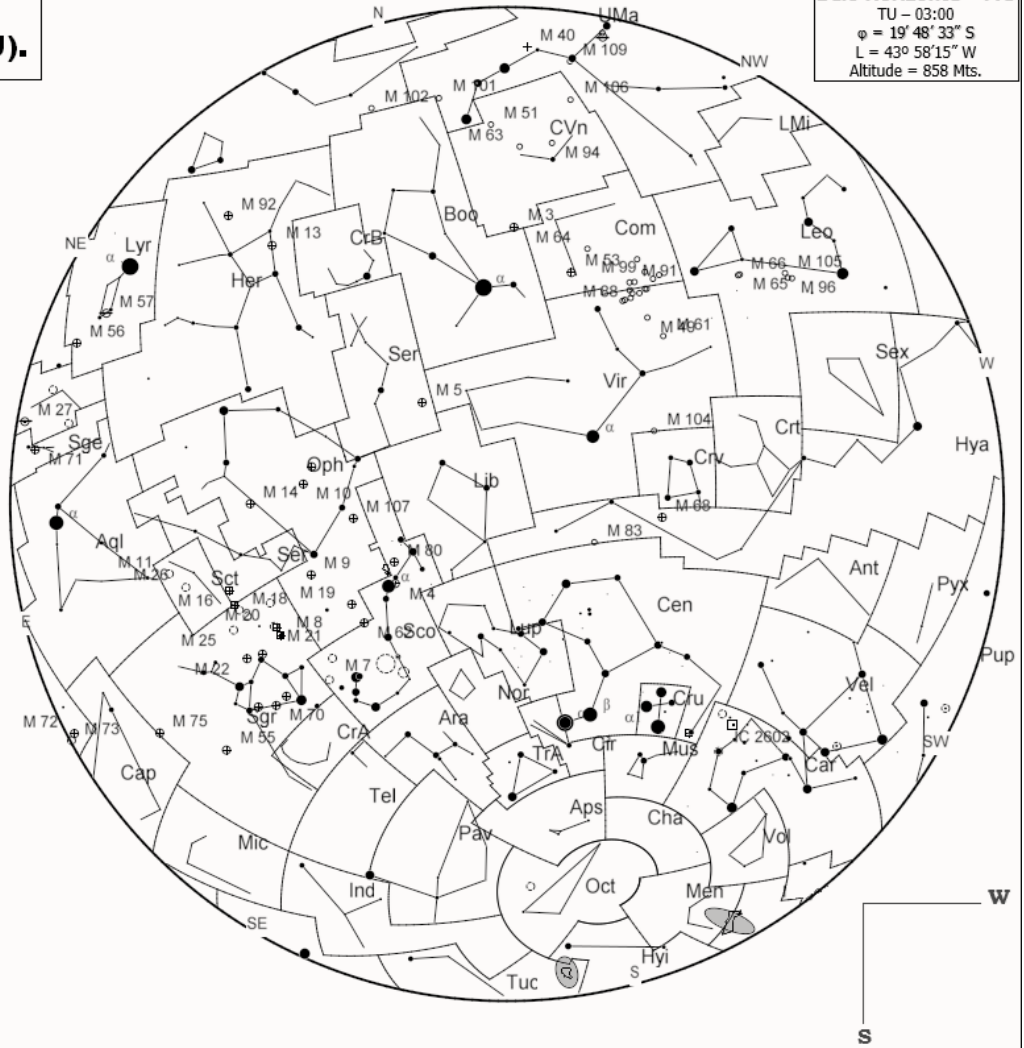 TU – 03:00
φ = 19′ 48′ 33″ S
L = 43º 58′15″ W
Altitude = 858 Mts.
).
N
UMa
M 40
M 109
NW
M 101
M 106
M 102
M 51
LMi
M 63
CVn
M 94
M 92
M 3
Boo
Com
M 13
CrB
M 64
Leo
NE
Lyr
α
M 53
M 66
M 105
M 99
M 91
Her
α
M 65
M 96
M 88
M 57
M 49
M 61
M 56
Ser
Sex
W
Vir
M 5
M 27
M 104
Crt
α
Sge
Hya
M 71
Oph
Crv
M 14
M 10
Lib
M 68
α
M 107
M 83
Aql
Ser
M 80
M 11
M 9
Ant
M 26
Sct
α
Pyx
M 16
M 18
M 19
M 4
Cen
E
M 20
M 8
Lup
M 25
M 21
M 62
Sco
Pup
M 22
M 7
Vel
Nor
Cru
β
α
M 72
M 73
M 75
Sgr
M 70
Ara
α
M 55
CrA
IC 2602
SW
Cir
Mus
TrA
Car
Cap
Tel
Aps
Cha
Pav
Vol
Mic
Ind
Oct
Men
W
SE
Hyi
Tuc
S
S